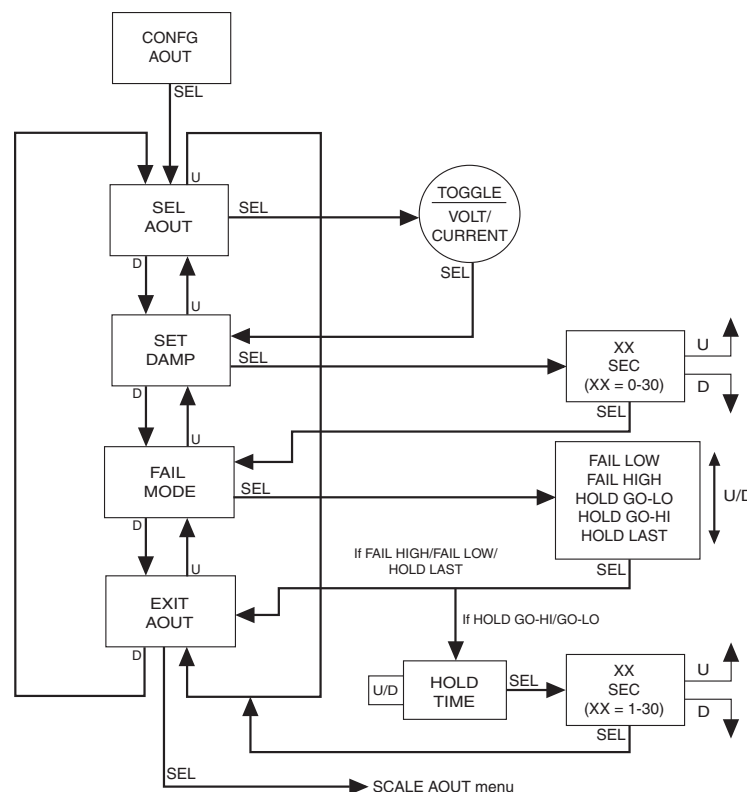 CONFG
AOUT
SEL
U
SEL
AOUT
SEL
TOGGLE
VOLT/
CURRENT
SEL
D
U
SET
DAMP
SEL
XX
SEC
(XX = 0-30)
U
D
SEL
D
U
FAIL
MODE
SEL
FAIL LOW
FAIL HIGH
HOLD GO-LO
HOLD GO-HI
HOLD LAST
U/D
SEL
D
U
If FAIL HIGH/FAIL LOW/
HOLD LAST
EXIT
AOUT
D
If HOLD GO-HI/GO-LO
U/D
HOLD
TIME
SEL
XX
SEC
(XX = 1-30)
U
D
SEL
SEL
SCALE AOUT menu